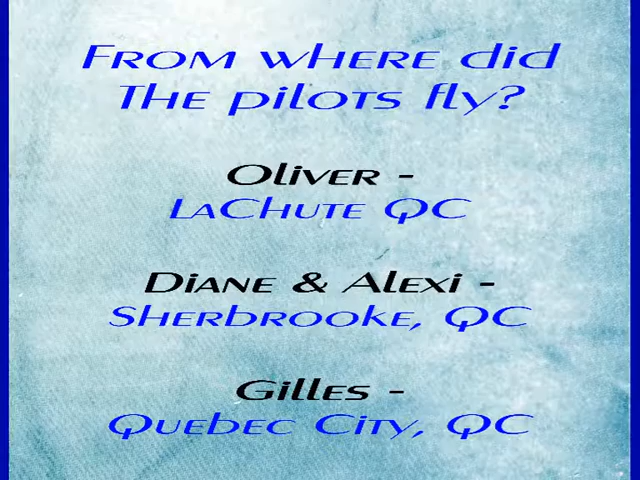 From where did
The pilots fly?
Oliver -
LaChute QC
Diane & Alexi -
Sherbrooke, QC
Gilles -
Quebec City, QC